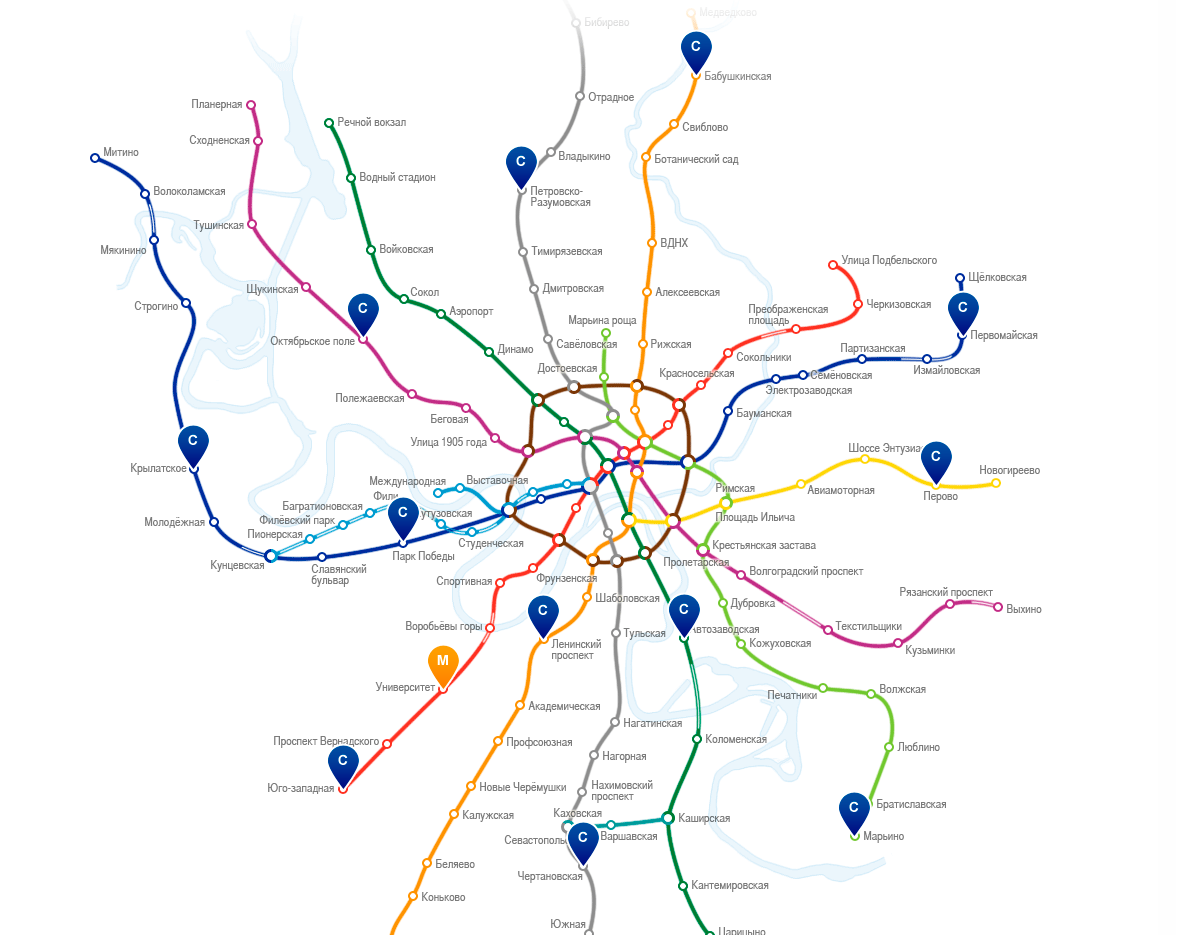 Медведково
Бибирево
C
Бабушкинская
Отрадное
Планерная
Речной вокзал
Свиблово
Сходненская
Митино
Владыкино
Ботанический сад
C
Водный стадион
Волоколамская
Петровско-
Разумовская
Тушинская
Войковская
Мякинино
Тимирязевская
ВДНХ
Улица Подбельского
Щёлковская
Щукинская
Сокол
Дмитровская
Алексеевская
Строгино
C
Аэропорт
Преображенская
площадь
Черкизовская
C
Марьина роща
Октябрьское поле
Савёловская
Рижская
Первомайская
Динамо
Сокольники
Партизанская
Достоевская
Красносельская
Измайловская
Семёновская
Электрозаводская
Полежаевская
Беговая
Бауманская
C
Улица 1905 года
Шоссе Энтузиа
C
Крылатское
Новогиреево
Международная
Выставочная
Римская
Авиамоторная
Перово
Фили
Багратионовская
C
утузовская
Филёвский парк
Молодёжная
Площадь Ильича
Пионерская
Студенческая
Крестьянская застава
Парк Победы
Кунцевская
Славянский
бульвар
Пролетарская
Волгоградский проспект
Спортивная
Фрунзенская
Рязанский проспект
Шаболовская
Дубровка
Выхино
C
C
Воробьёвы горы
Тульская
Автозаводская
Текстильщики
Ленинский
проспект
Кожуховская
Кузьминки
M
Университет
Печатники
Волжская
Академическая
Нагатинская
Проспект Вернадского
Профсоюзная
Коломенская
Люблино
C
Нагорная
Юго-западная
Новые Черёмушки
Нахимовский
проспект
Братиславская
C
Калужская
Каховская
Каширская
Севастополь
C
Варшавская
Марьино
Беляево
Чертановская
Кантемировская
Коньково
Южная
Царицыно